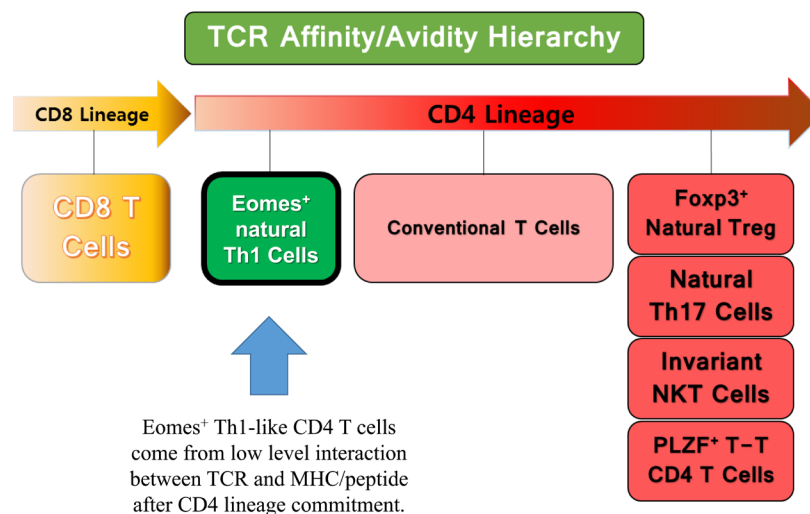 TCR Affinity/Avidity Hierarchy
CD8 Lineage
CD4 Lineage
CD8 T
Cells
Eomes⁺
natural
Th1 Cells
Conventional T Cells
Foxp3⁺
Natural Treg
Natural
Th17 Cells
Invariant
NKT Cells
PLZF⁺ T-T
CD4 T Cells
Eomes⁺ Th1-like CD4 T cells
come from low level interaction
between TCR and MHC/peptide
after CD4 lineage commitment.